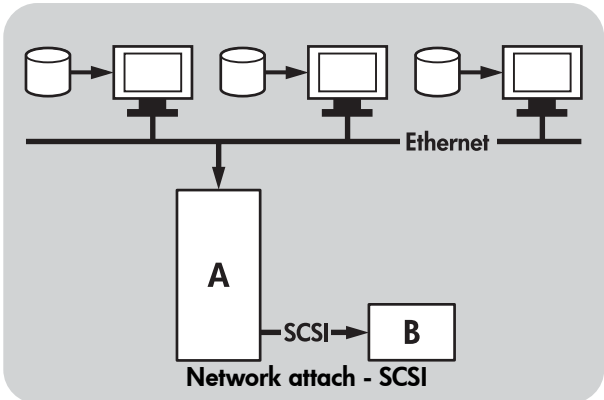 Ethernet
A
SCSI
B
Network attach - SCSI